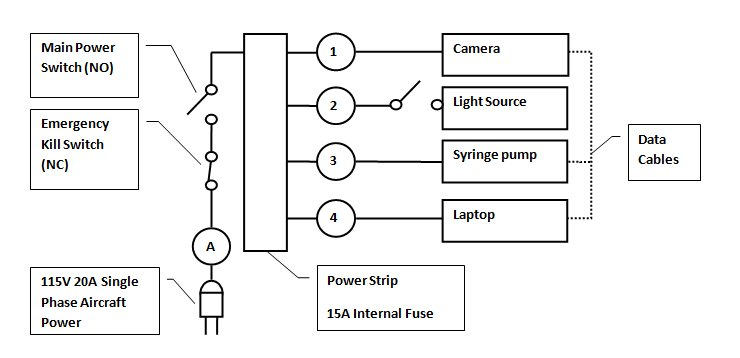 Main Power
Switch (NO)
Emergency
Kill Switch
(NC)
A
115V 20A Single
Phase Aircraft
Power
1
Camera
2
Light Source
3
Syringe pump
4
Laptop
Data
Cables
Power Strip
15A Internal Fuse